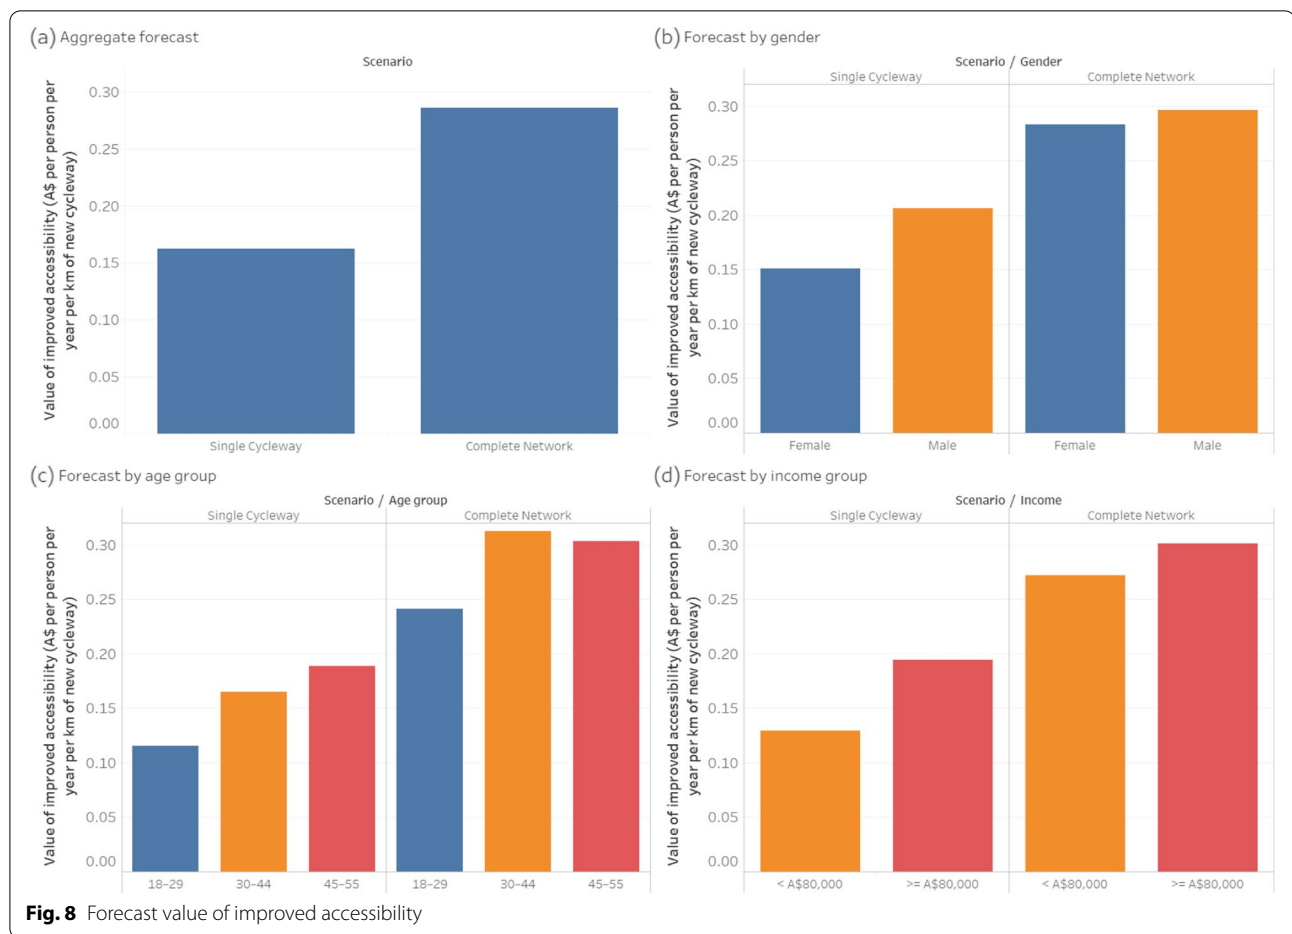 (a) Aggregate forecast
Scenario
Value of improved accessibility (A$ per person per
year per km of new cycleway)
0.30
0.25
0.20
0.15
0.10
0.05
0.00
Single Cycleway
Complete Network
(b) Forecast by gender
Scenario / Gender
Single Cycleway
Complete Network
Value of improved accessibility (A$ per person per
year per km of new cycleway)
0.30
0.25
0.20
0.15
0.10
0.05
0.00
Female
Male
Female
Male
(c) Forecast by age group
Scenario / Age group
Single Cycleway
Complete Network
Value of improved accessibility (A$ per person per
year per km of new cycleway)
0.30
0.25
0.20
0.15
0.10
0.05
0.00
18–29
30–44
45–55
18–29
30–44
45–55
(d) Forecast by income group
Scenario / Income
Single Cycleway
Complete Network
Value of improved accessibility (A$ per person per
year per km of new cycleway)
0.30
0.25
0.20
0.15
0.10
0.05
0.00
< A$80,000
>= A$80,000
< A$80,000
>= A$80,000
Fig. 8 Forecast value of improved accessibility